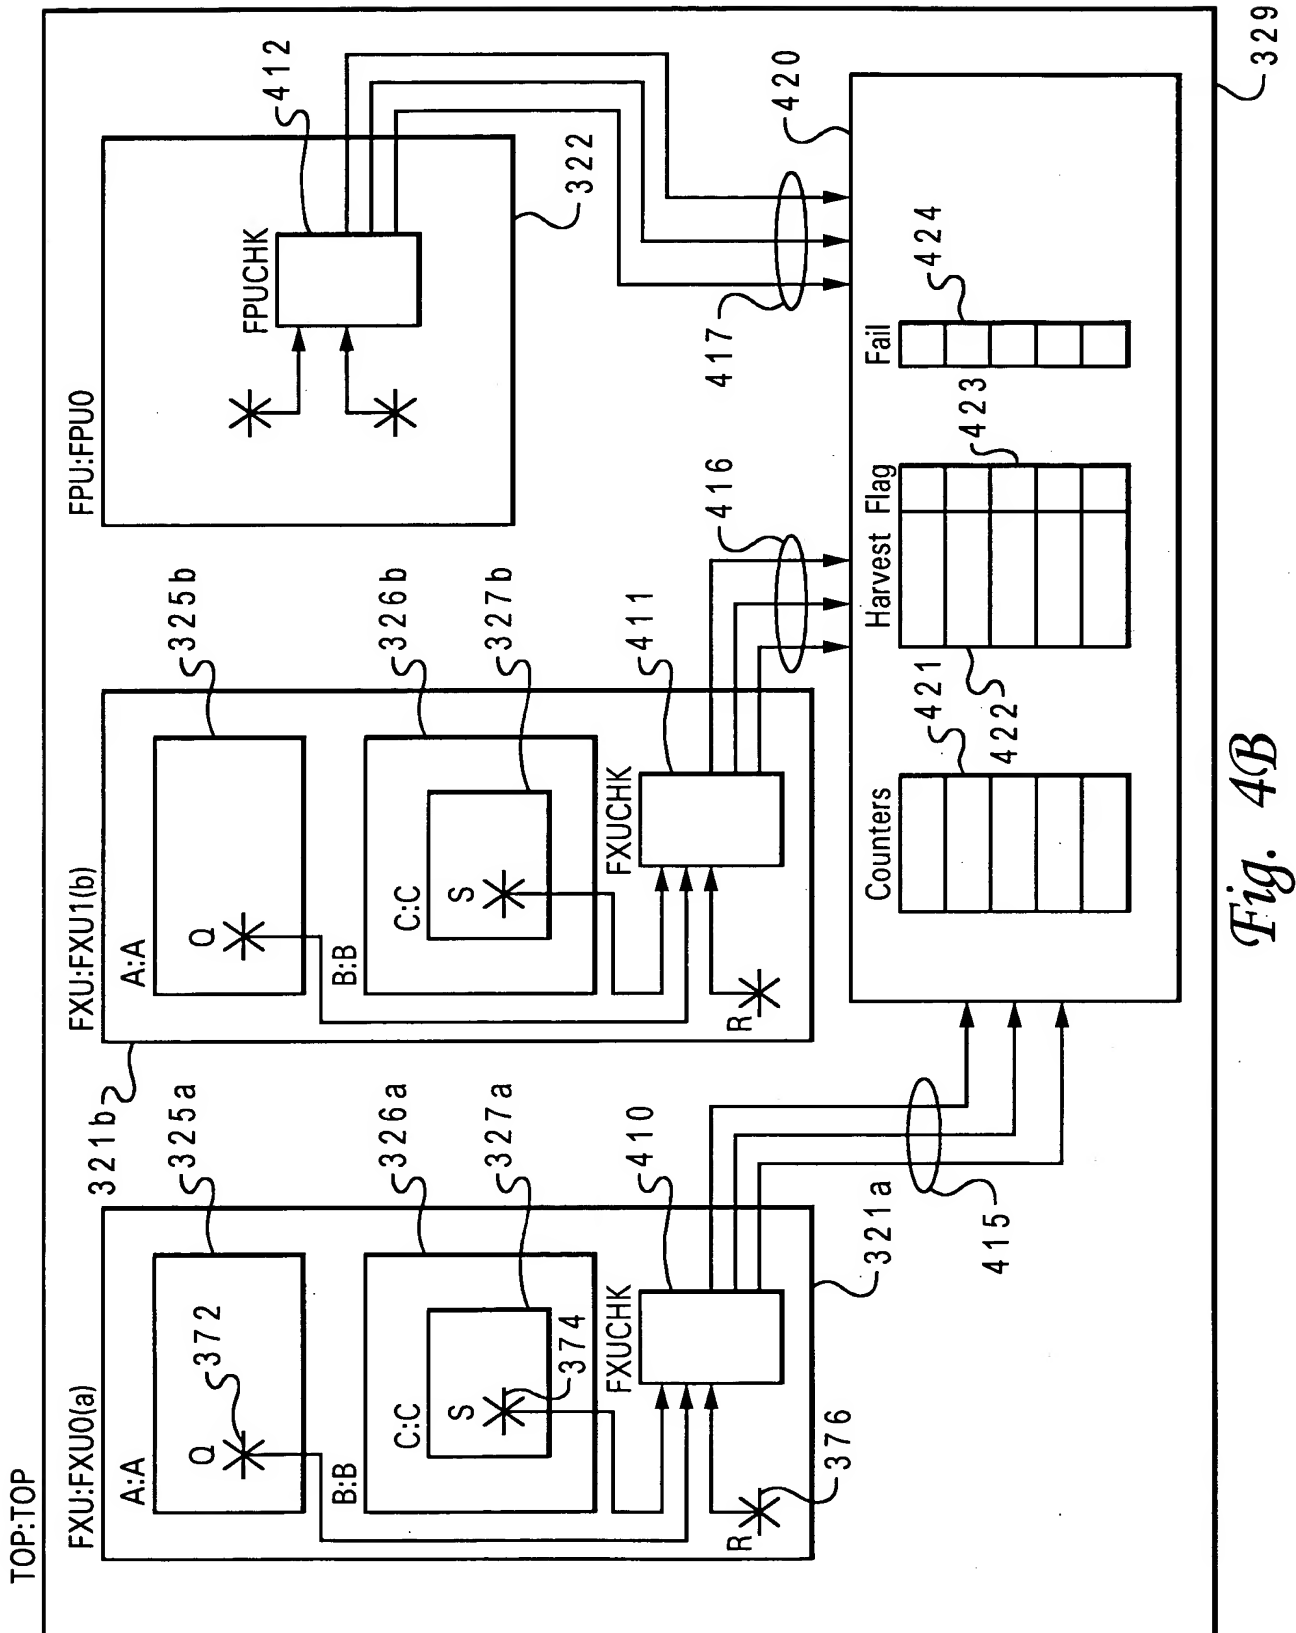 TOP:TOP
FXU:FXU0(a)
A:A
Q
372
325a
B:B
C:C
S
374
326a
327a
FXUCHK
410
R
376
321a
415
321b
FXU:FXU1(b)
A:A
Q
325b
B:B
C:C
S
326b
327b
FXUCHK
411
R
416
FPU:FPU0
FPUCHK
412
322
417
420
Counters
421
Harvest
Flag
422
423
Fail
424
329
Fig. 4B